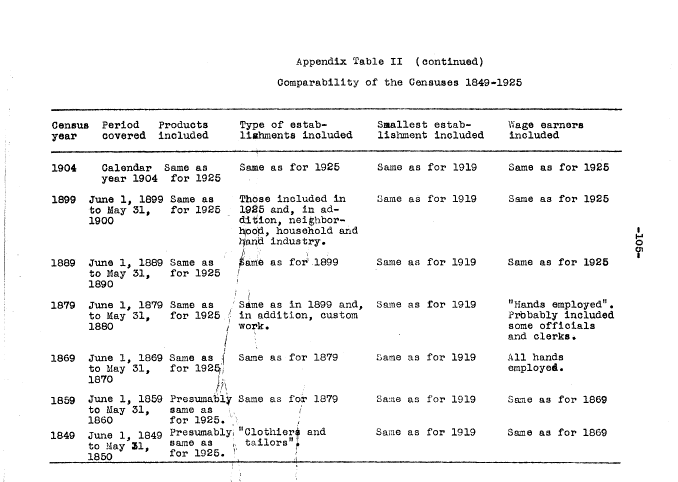 Appendix Table II (continued)
Comparability of the Censuses 1849-1925
Census Period Products Type of estab- Smallest estab- Wage earners
year covered included lishments included lishment included included
1904 Calendar Same as Same as for 1925 Same as for 1919 Same as for 1925
year 1904 for 1925
1899 June 1, 1899 Same as Those included in Same as for 1919 Same as for 1925
to May 31, for 1925 1925 and, in ad-
1900 dition, neighbor-
hood, household and
hand industry.
1889 June 1, 1889 Same as Same as for 1899 Same as for 1919 Same as for 1925
to May 31, for 1925
1890
1879 June 1, 1879 Same as Same as in 1899 and, Same as for 1919 "Hands employed".
to May 31, for 1925 in addition, custom Probably included
1880 work. some officials
and clerks.
1869 June 1, 1869 Same as Same as for 1879 Same as for 1919 All hands
to May 31, for 1925 employed.
1870
1859 June 1, 1859 Presumably Same as for 1879 Same as for 1919 Same as for 1869
to May 31, same as
1860 for 1925.
1849 June 1, 1849 Presumably "Clothiers and Same as for 1919 Same as for 1869
to May 31, same as tailors".
1850 for 1925.
-105-